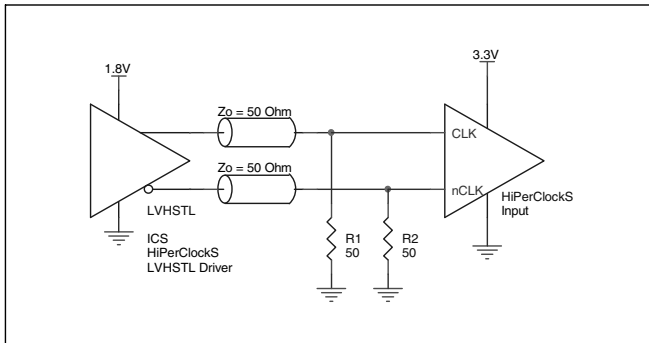 1.8V
3.3V
Zo = 50 Ohm
CLK
Zo = 50 Ohm
nCLK
HiPerClockS
Input
LVHSTL
ICS
HiPerClockS
LVHSTL Driver
R1
50
R2
50